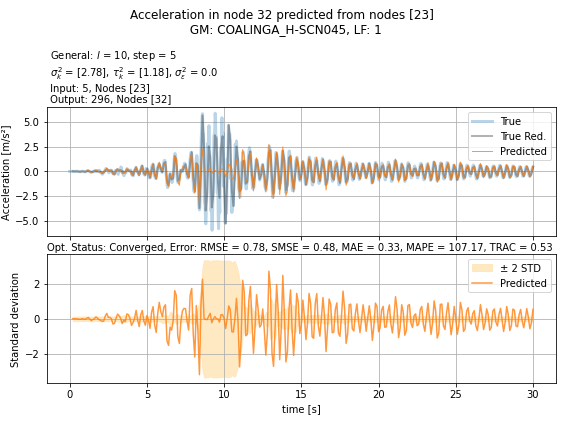 Acceleration in node 32 predicted from nodes [23]
GM: COALINGA_H-SCN045, LF: 1
General: l = 10, step = 5
σ²ₖ = [2.78], τ²ₖ = [1.18], σ²ε = 0.0
Input: 5, Nodes [23]
Output: 296, Nodes [32]
Acceleration [m/s²]
5.0
2.5
0.0
−2.5
−5.0
True
True Red.
Predicted
Opt. Status: Converged, Error: RMSE = 0.78, SMSE = 0.48, MAE = 0.33, MAPE = 107.17, TRAC = 0.53
Standard deviation
2
0
−2
± 2 STD
Predicted
0 5 10 15 20 25 30
time [s]